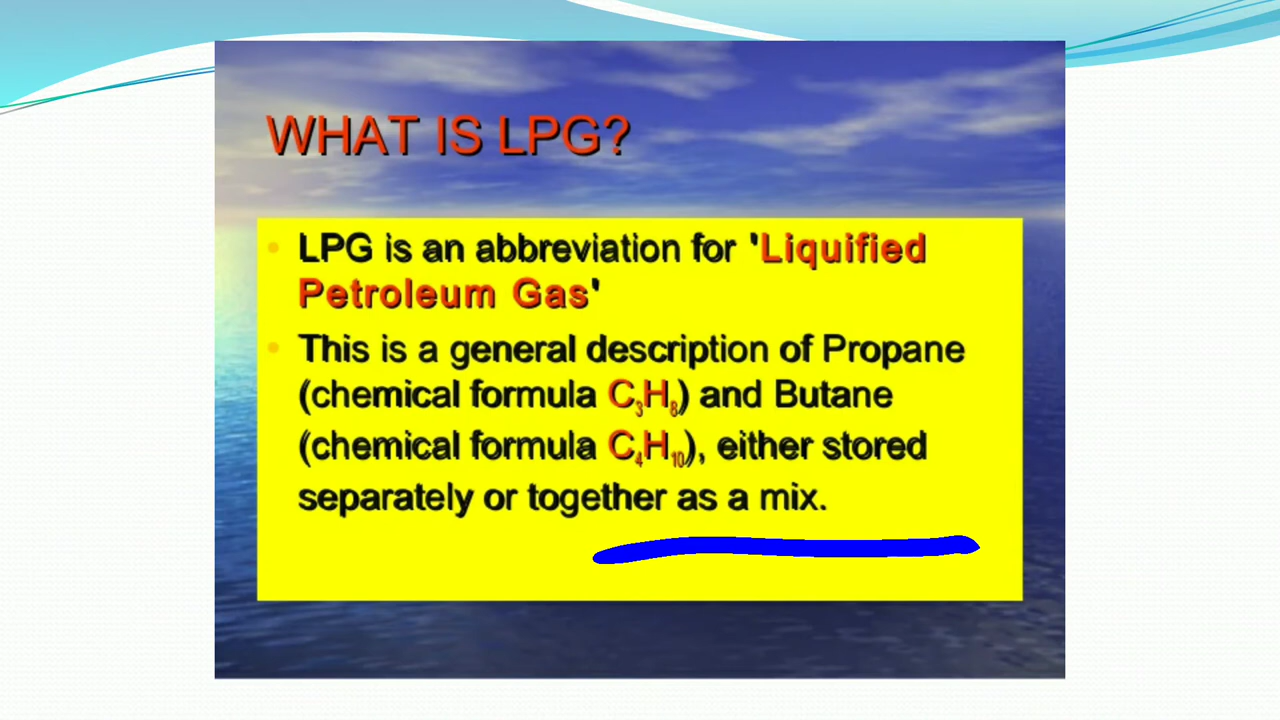 WHAT IS LPG?
• LPG is an abbreviation for 'Liquified
Petroleum Gas'
• This is a general description of Propane
(chemical formula C₃H₈) and Butane
(chemical formula C₄H₁₀), either stored
separately or together as a mix.